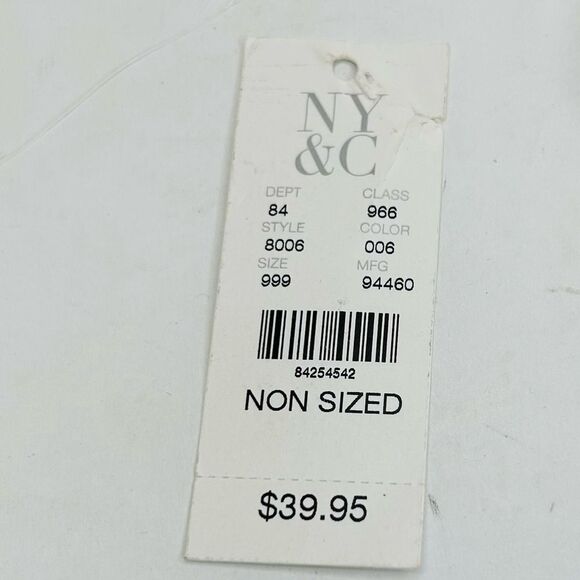 NY
&C
DEPT CLASS
84 966
STYLE COLOR
8006 006
SIZE MFG
999 94460
84254542
NON SIZED
$39.95